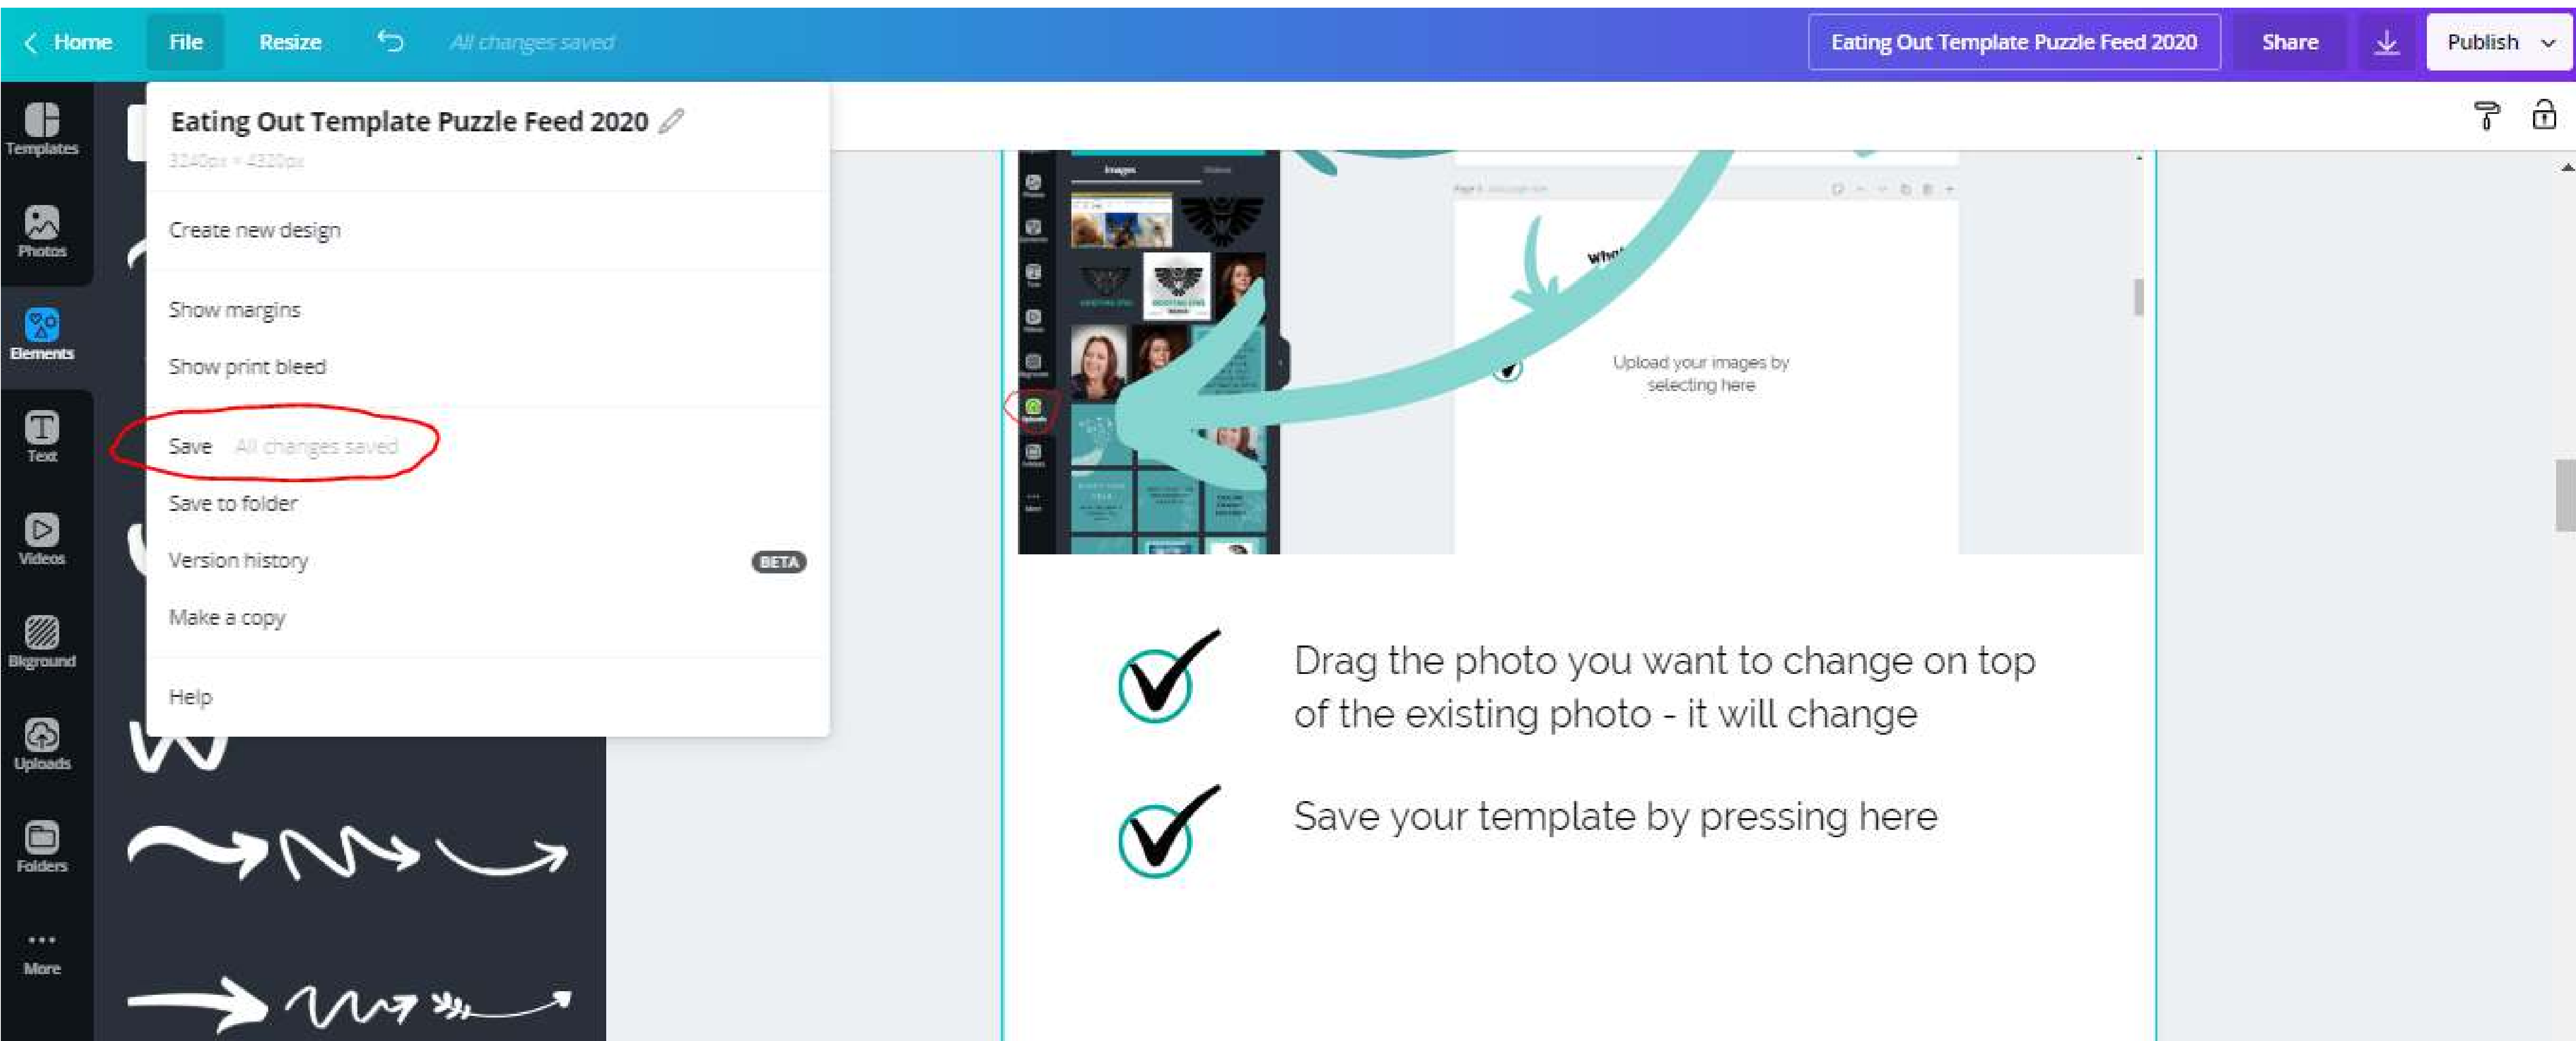 Home
File
Resize
All changes saved
Eating Out Template Puzzle Feed 2020
Share
Publish
Templates
Photos
Elements
Text
Videos
Bkground
Uploads
Folders
More
Eating Out Template Puzzle Feed 2020
3240px × 4320px
Create new design
Show margins
Show print bleed
Save All changes saved
Save to folder
Version history BETA
Make a copy
Help
Images
Videos
Upload your images by
selecting here
Drag the photo you want to change on top
of the existing photo - it will change
Save your template by pressing here